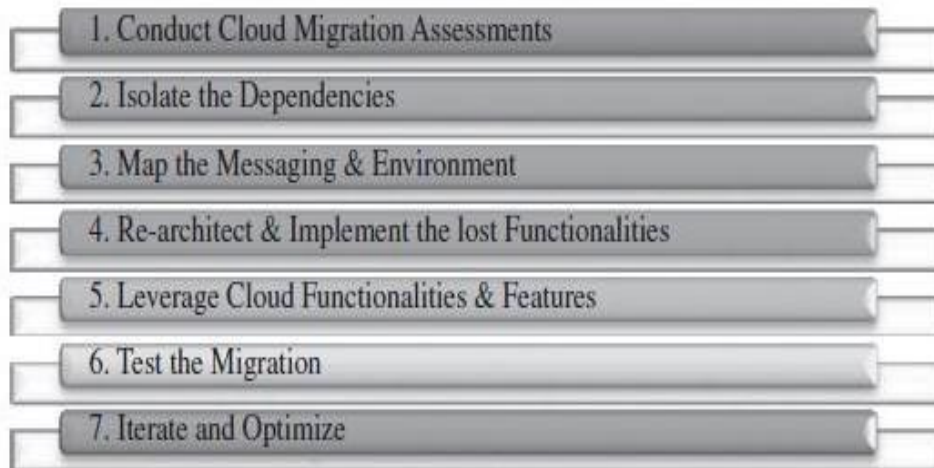 1. Conduct Cloud Migration Assessments
2. Isolate the Dependencies
3. Map the Messaging & Environment
4. Re-architect & Implement the lost Functionalities
5. Leverage Cloud Functionalities & Features
6. Test the Migration
7. Iterate and Optimize